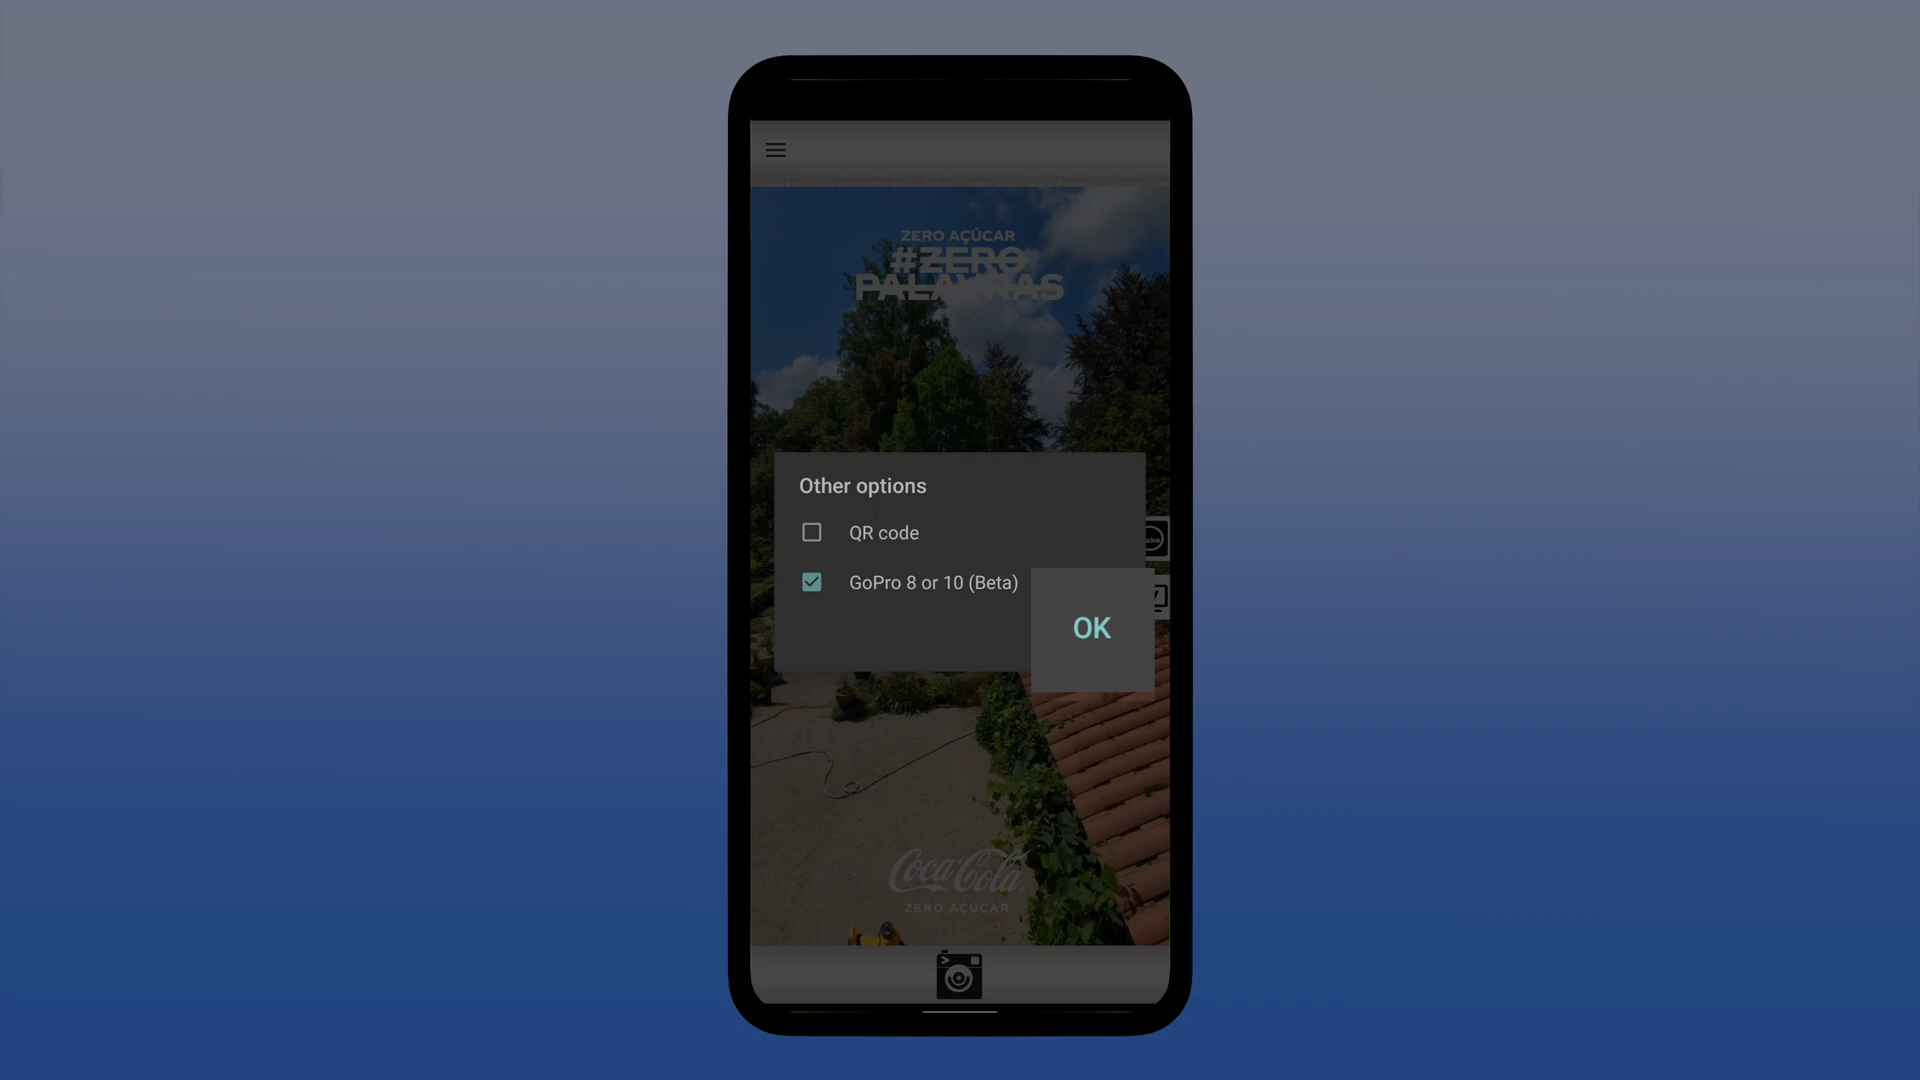 ZERO AÇÚCAR
#ZERO
PALAVRAS
Other options
QR code
GoPro 8 or 10 (Beta)
OK
Coca-Cola
ZERO AÇÚCAR